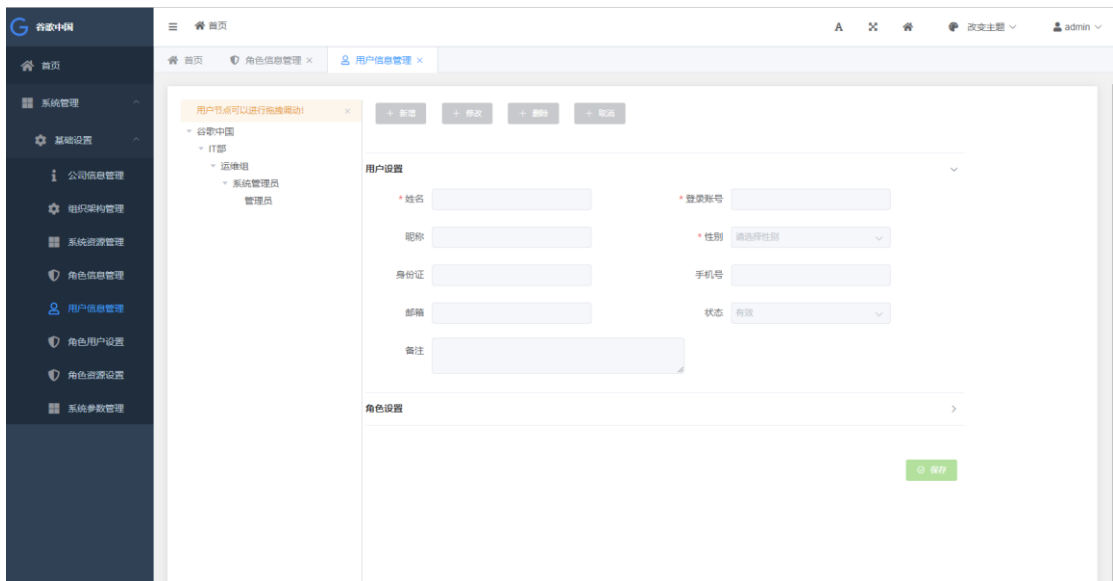 谷歌中国
首页
A
改变主题
admin
首页
角色信息管理 ×
用户信息管理 ×
首页
系统管理
基础设置
公司信息管理
组织架构管理
系统资源管理
角色信息管理
用户信息管理
角色用户设置
角色资源设置
系统参数管理
用户节点可以进行拖拽挪动! ×
谷歌中国
IT部
运维组
系统管理员
管理员
+ 新增
+ 修改
+ 删除
+ 取消
用户设置
* 姓名
* 登录账号
昵称
* 性别 请选择性别
身份证
手机号
邮箱
状态 有效
备注
角色设置
保存